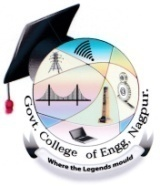 Govt. College of Engg. Nagpur.
Where the Legends mould